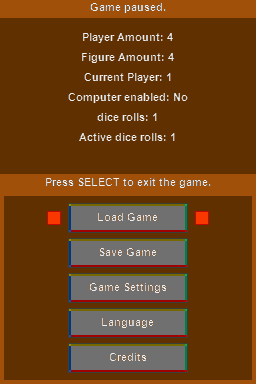 Game paused.
Player Amount: 4
Figure Amount: 4
Current Player: 1
Computer enabled: No
dice rolls: 1
Active dice rolls: 1
Press SELECT to exit the game.
Load Game
Save Game
Game Settings
Language
Credits